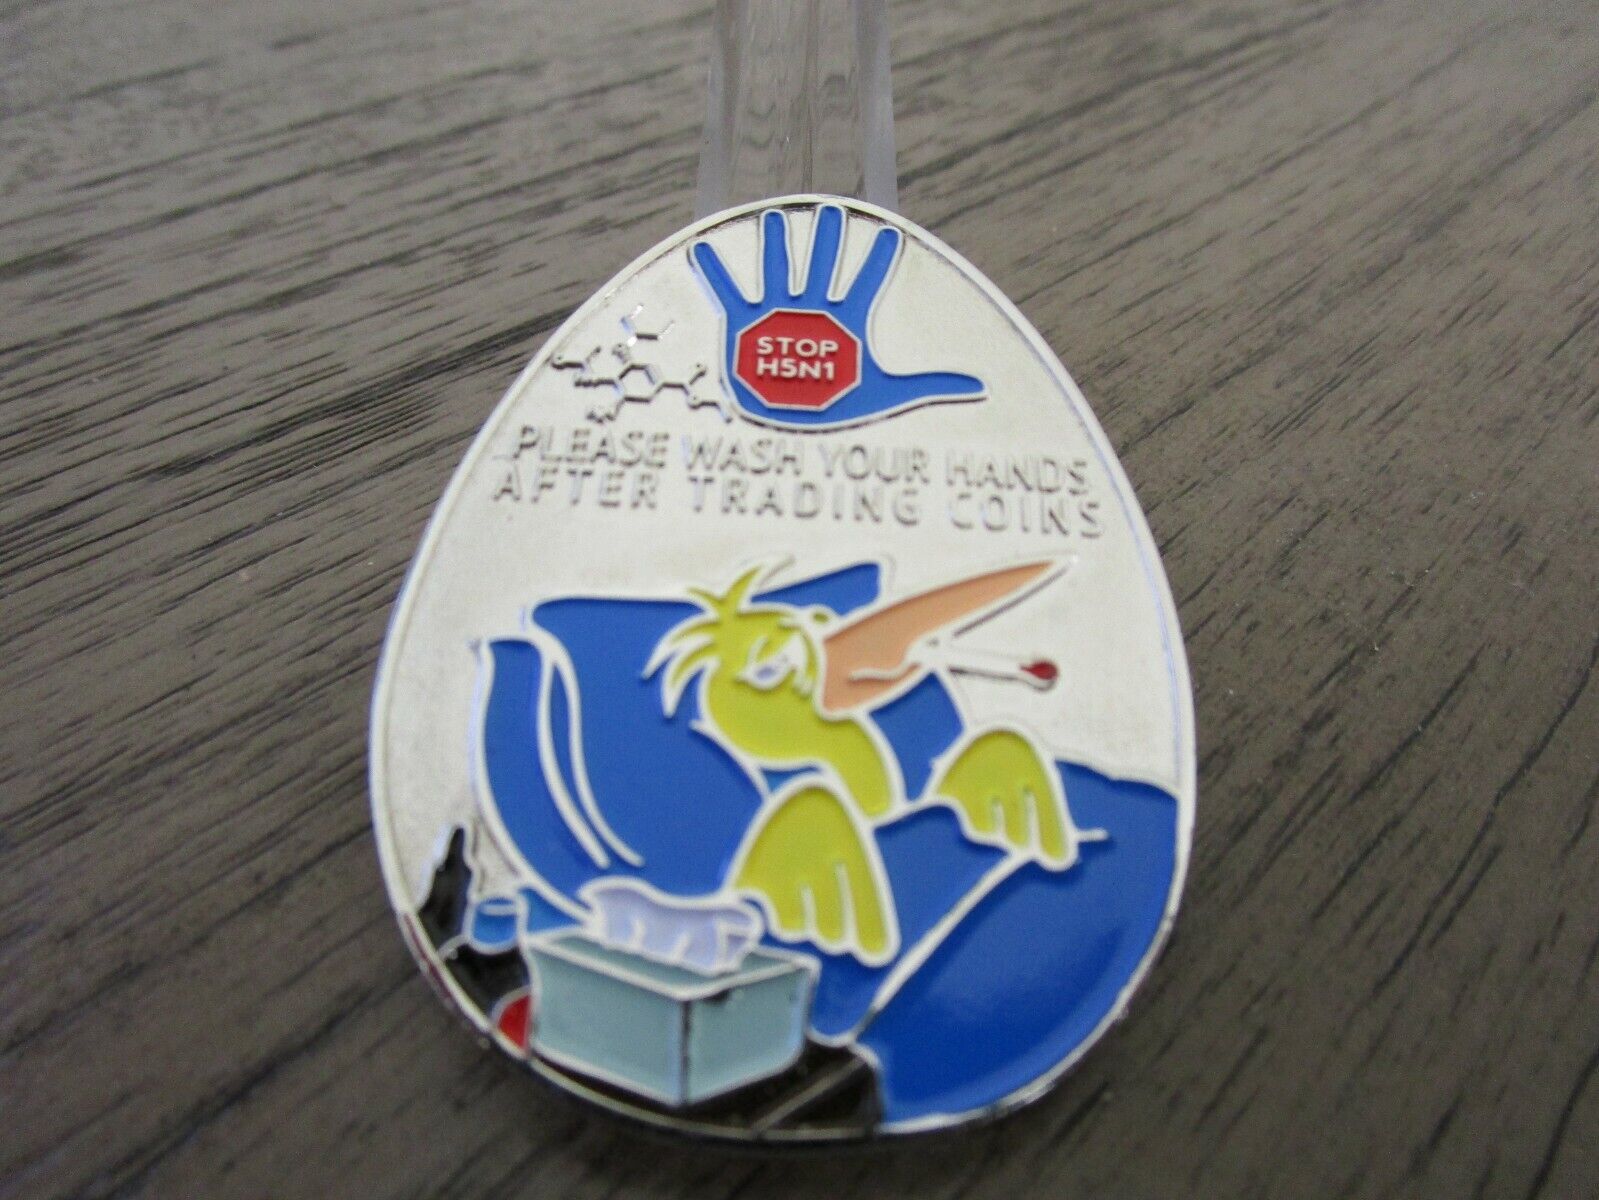 STOP
H5N1
PLEASE WASH YOUR HANDS
AFTER TRADING COINS